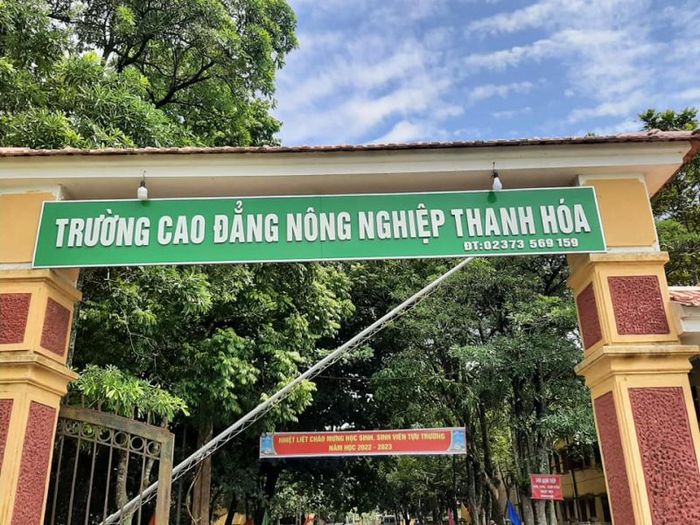 TRƯỜNG CAO ĐẲNG NÔNG NGHIỆP THANH HÓA
ĐT: 02373 569 159
NHIỆT LIỆT CHÀO MỪNG HỌC SINH, SINH VIÊN TỰU TRƯỜNG
NĂM HỌC 2022 - 2023